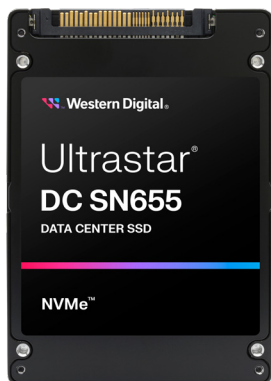 Western Digital®
Ultrastar®
DC SN655
DATA CENTER SSD
NVMe™